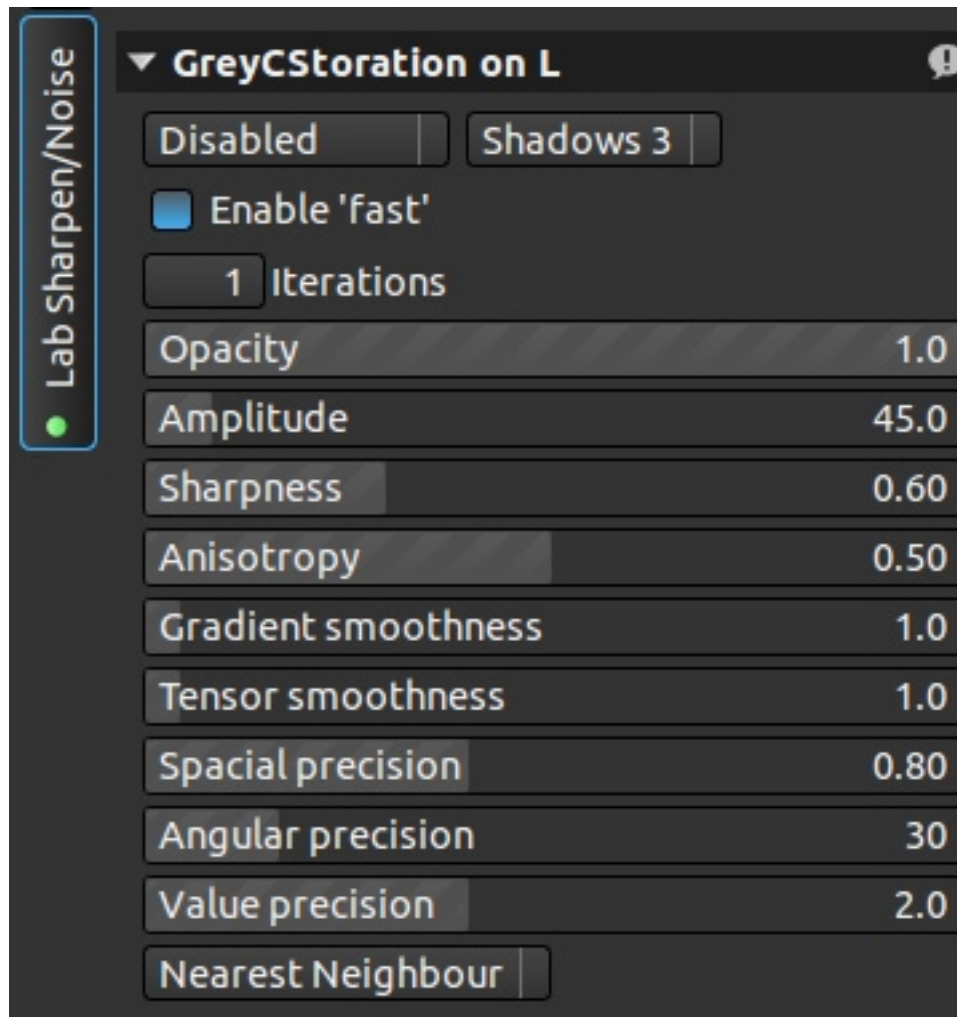 Lab Sharpen/Noise
GreyCStoration on L
Disabled Shadows 3
Enable 'fast'
1 Iterations
Opacity 1.0
Amplitude 45.0
Sharpness 0.60
Anisotropy 0.50
Gradient smoothness 1.0
Tensor smoothness 1.0
Spacial precision 0.80
Angular precision 30
Value precision 2.0
Nearest Neighbour